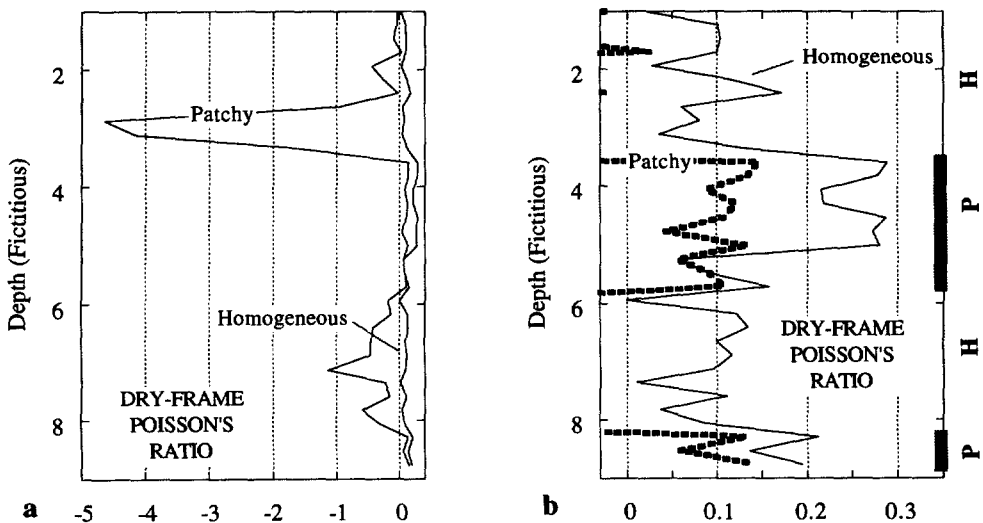 2
4
6
8
Depth (Fictitious)
Patchy
Homogeneous
DRY-FRAME
POISSON'S
RATIO
a
-5 -4 -3 -2 -1 0
2
4
6
8
Depth (Fictitious)
Homogeneous
Patchy
DRY-FRAME
POISSON'S
RATIO
H
P
H
P
b
0 0.1 0.2 0.3